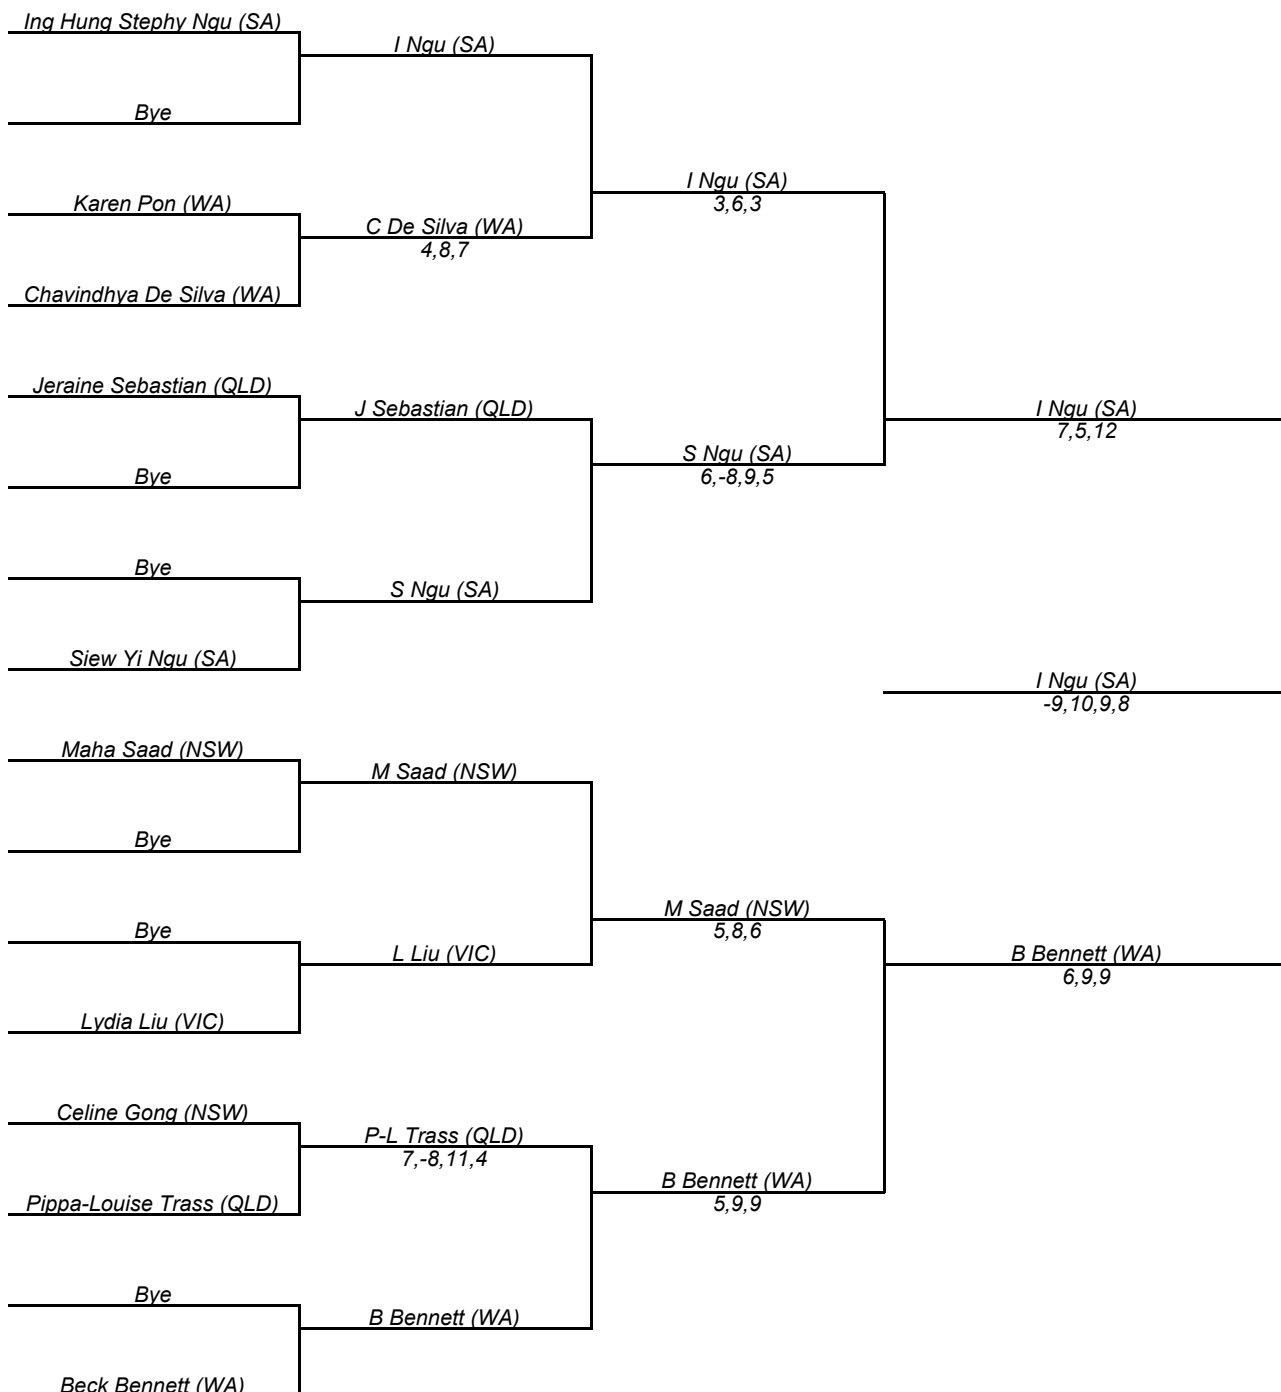 Ing Hung Stephy Ngu (SA)
I Ngu (SA)
Bye
I Ngu (SA)
3,6,3
Karen Pon (WA)
C De Silva (WA)
4,8,7
Chavindhya De Silva (WA)
Jeraine Sebastian (QLD)
J Sebastian (QLD)
I Ngu (SA)
7,5,12
S Ngu (SA)
6,-8,9,5
Bye
Bye
S Ngu (SA)
Siew Yi Ngu (SA)
I Ngu (SA)
-9,10,9,8
Maha Saad (NSW)
M Saad (NSW)
Bye
M Saad (NSW)
5,8,6
Bye
L Liu (VIC)
B Bennett (WA)
6,9,9
Lydia Liu (VIC)
Celine Gong (NSW)
P-L Trass (QLD)
7,-8,11,4
B Bennett (WA)
5,9,9
Pippa-Louise Trass (QLD)
Bye
B Bennett (WA)
Beck Bennett (WA)